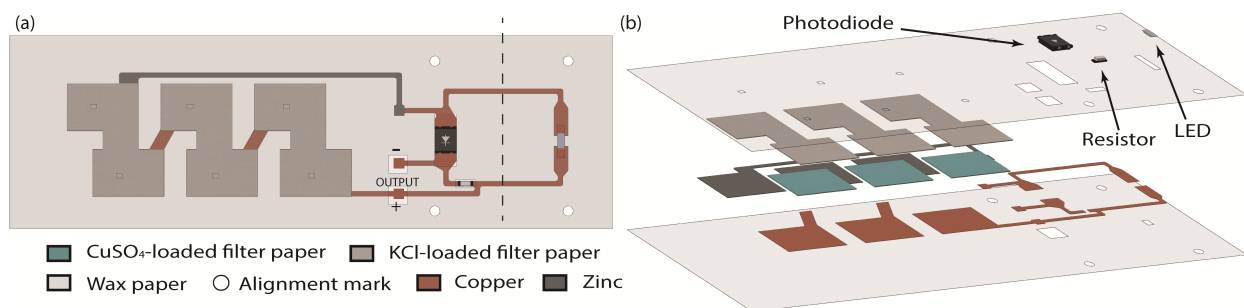 (a)
-
OUTPUT
+
CuSO₄-loaded filter paper
KCl-loaded filter paper
Wax paper
Alignment mark
Copper
Zinc
(b)
Photodiode
LED
Resistor